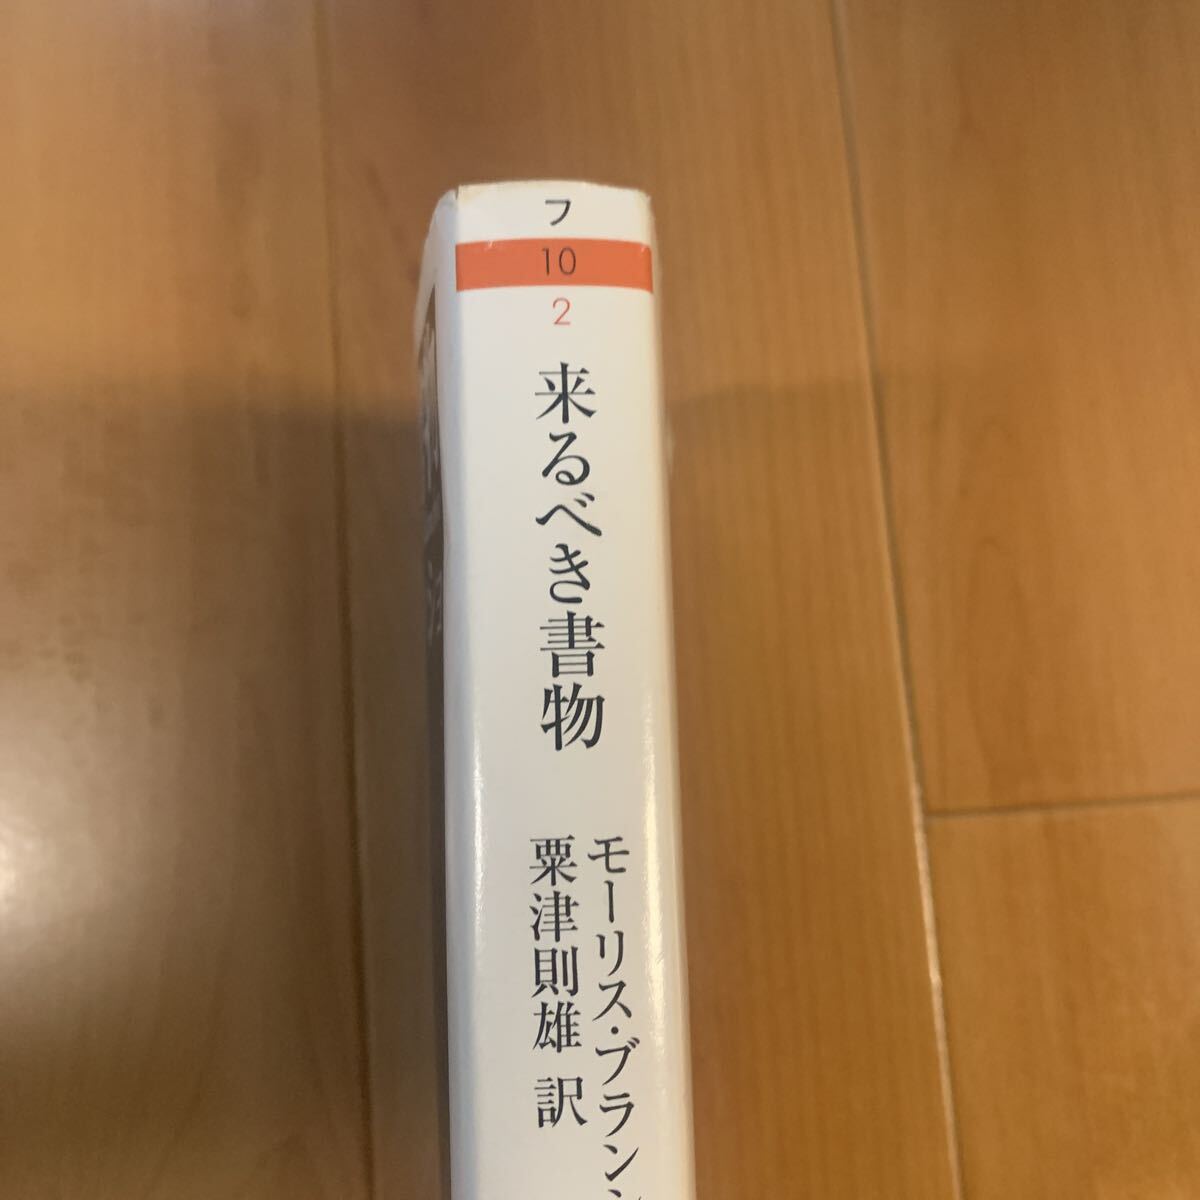 フ
10
2
来るべき書物
モーリス・ブラン
粟津則雄 訳